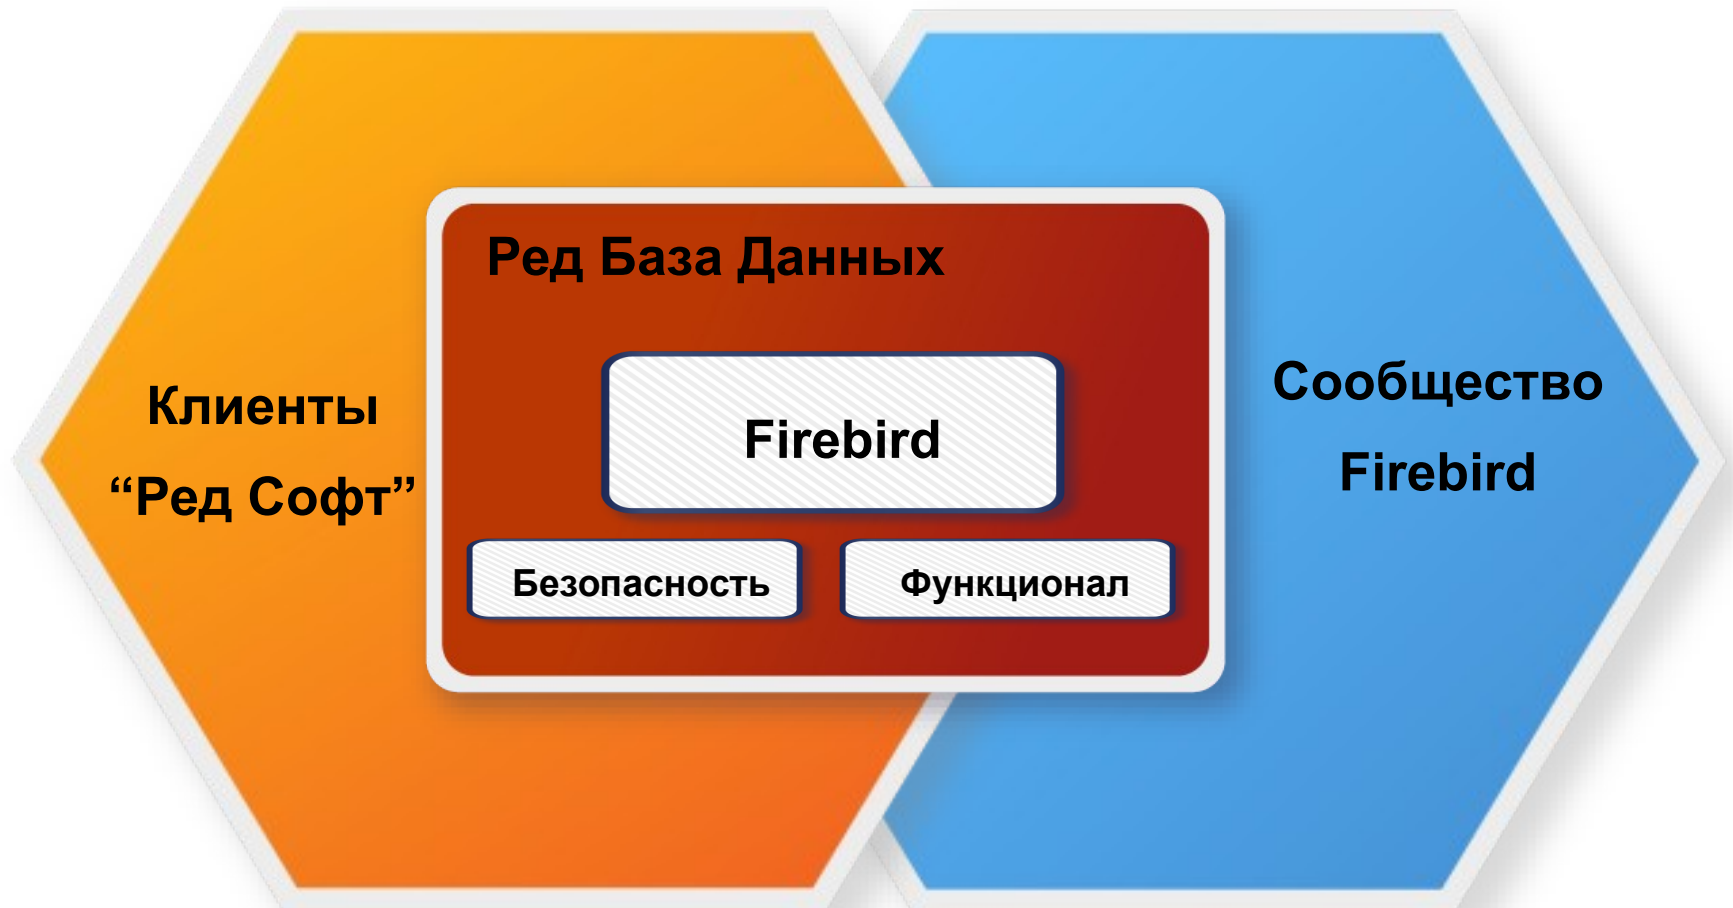 Ред База Данных
Клиенты
“Ред Софт”
Firebird
Безопасность
Функционал
Сообщество
Firebird